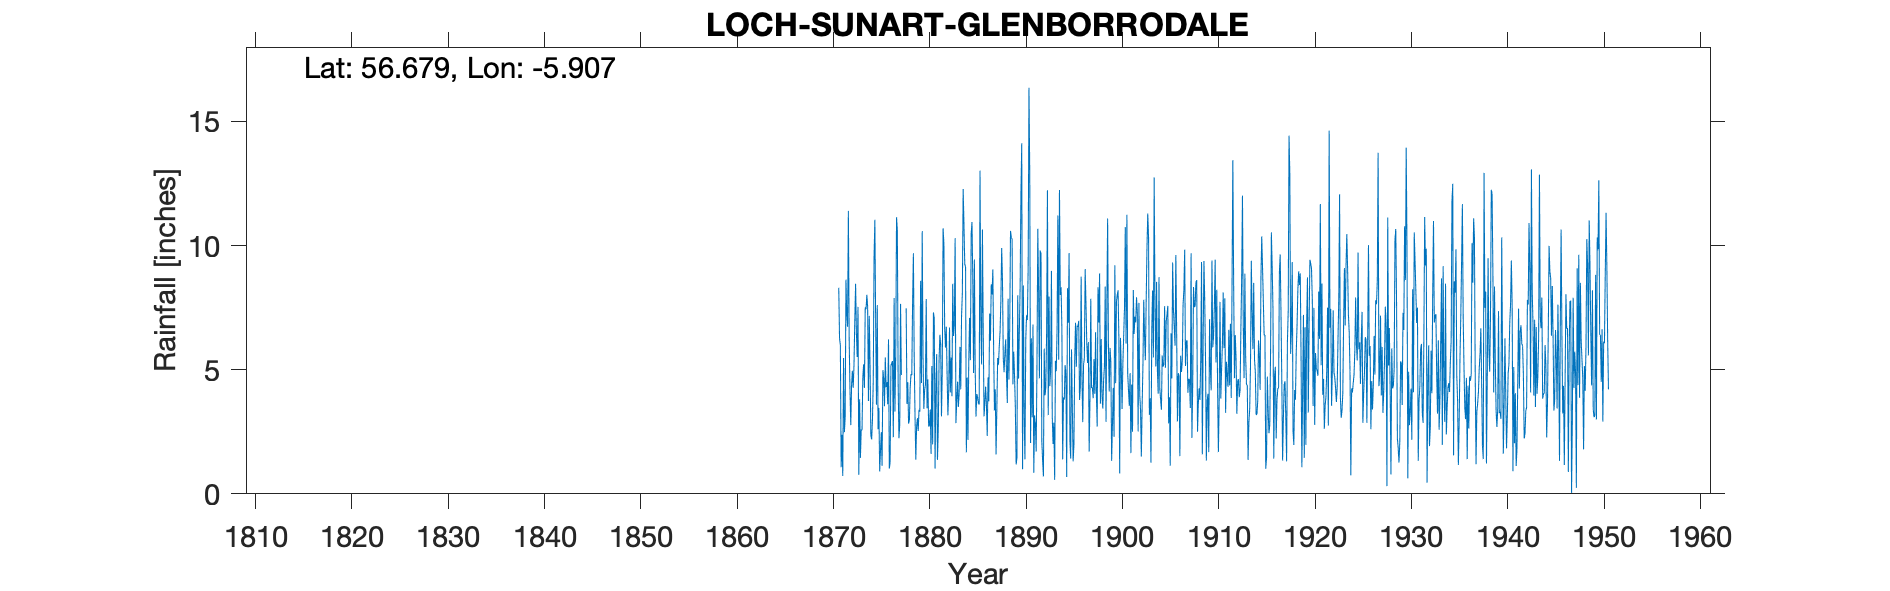 LOCH-SUNART-GLENBORRODALE
Lat: 56.679, Lon: -5.907
15
10
5
0
Rainfall [inches]
1810 1820 1830 1840 1850 1860 1870 1880 1890 1900 1910 1920 1930 1940 1950 1960
Year